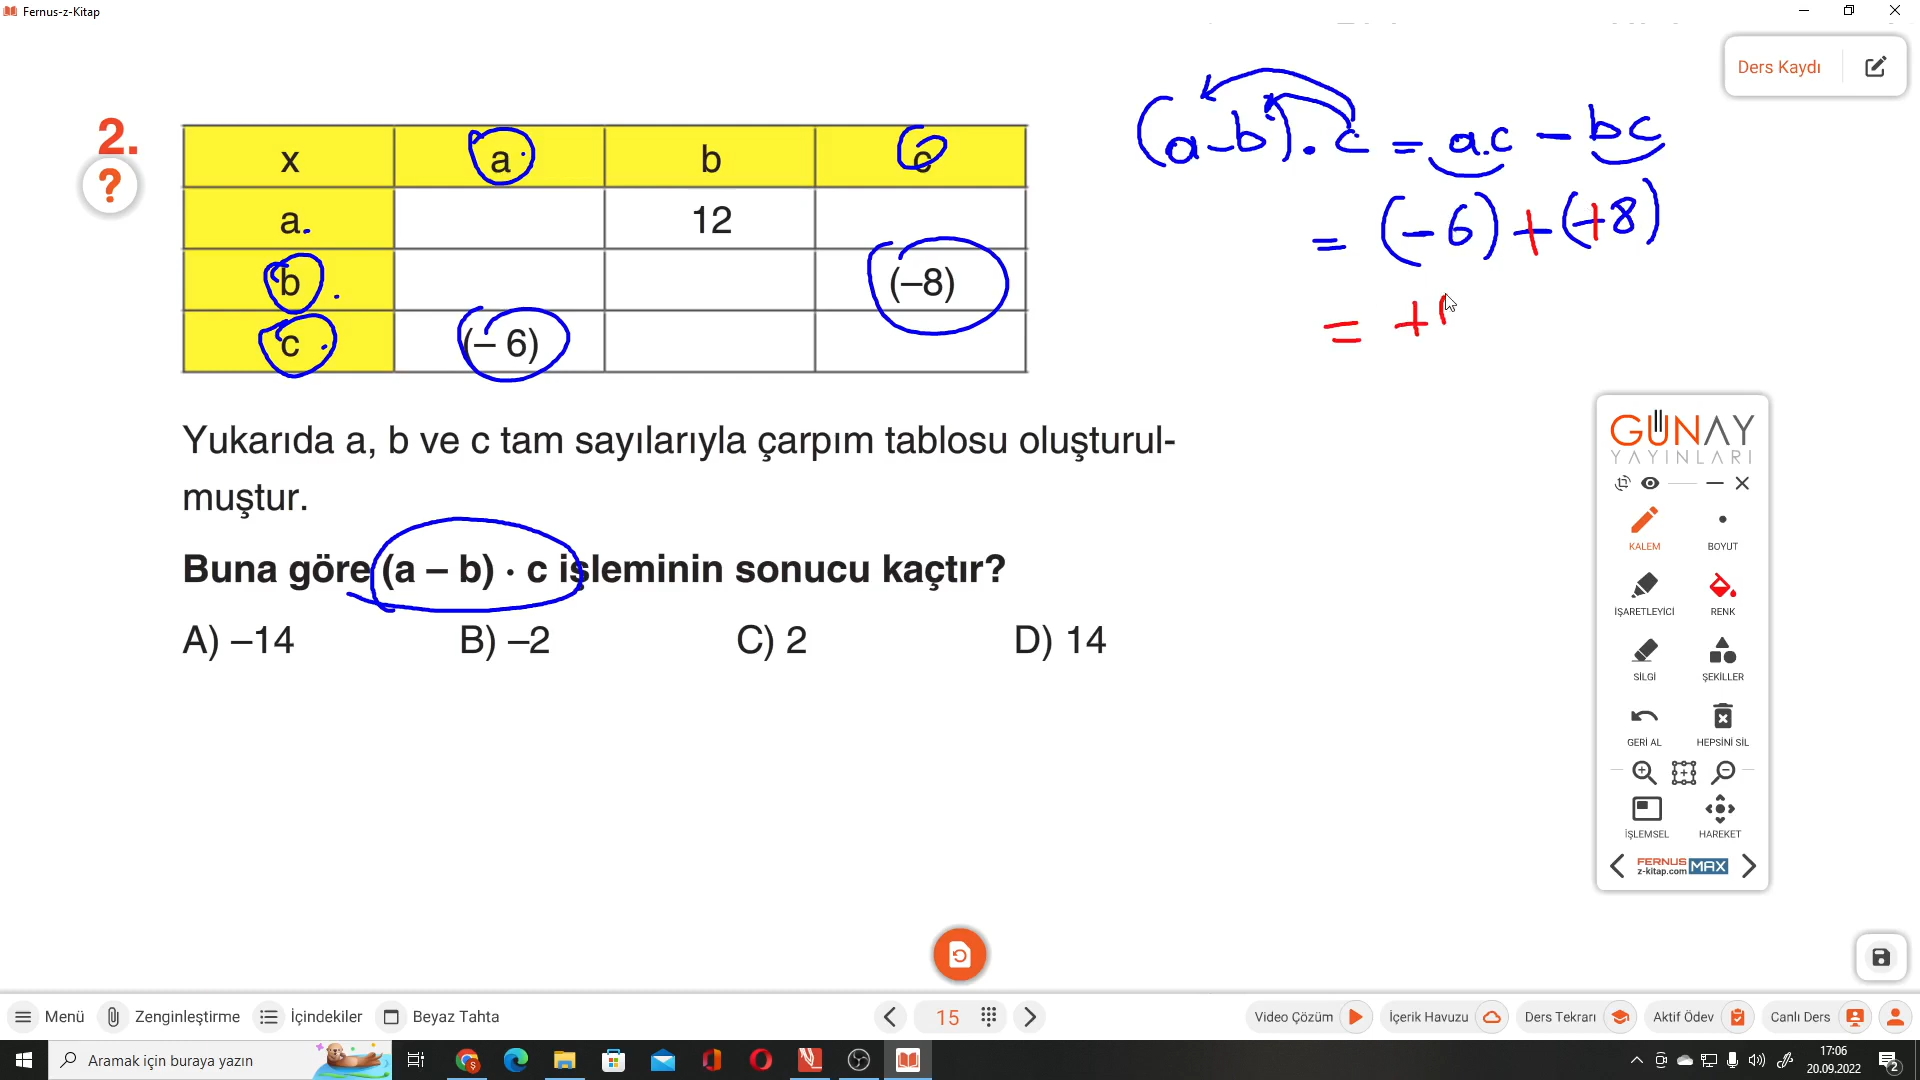 Fernus-z-Kitap
Ders Kaydı
2.
?
x a b c
a. 12
b (–8)
c (– 6)
(a-b).c = a.c - bc
= (-6)+(+8)
= +
Yukarıda a, b ve c tam sayılarıyla çarpım tablosu oluşturul-
muştur.
Buna göre (a – b) · c işleminin sonucu kaçtır?
A) –14 B) –2 C) 2 D) 14
GÜNAY
YAYINLARI
KALEM BOYUT
İŞARETLEYİCİ RENK
SİLGİ ŞEKİLLER
GERİ AL HEPSİNİ SİL
İŞLEMSEL HAREKET
FERNUS
z-kitap.com MAX
Menü Zenginleştirme İçindekiler Beyaz Tahta 15 Video Çözüm İçerik Havuzu Ders Tekrarı Aktif Ödev Canlı Ders
Aramak için buraya yazın
17:06
20.09.2022
2